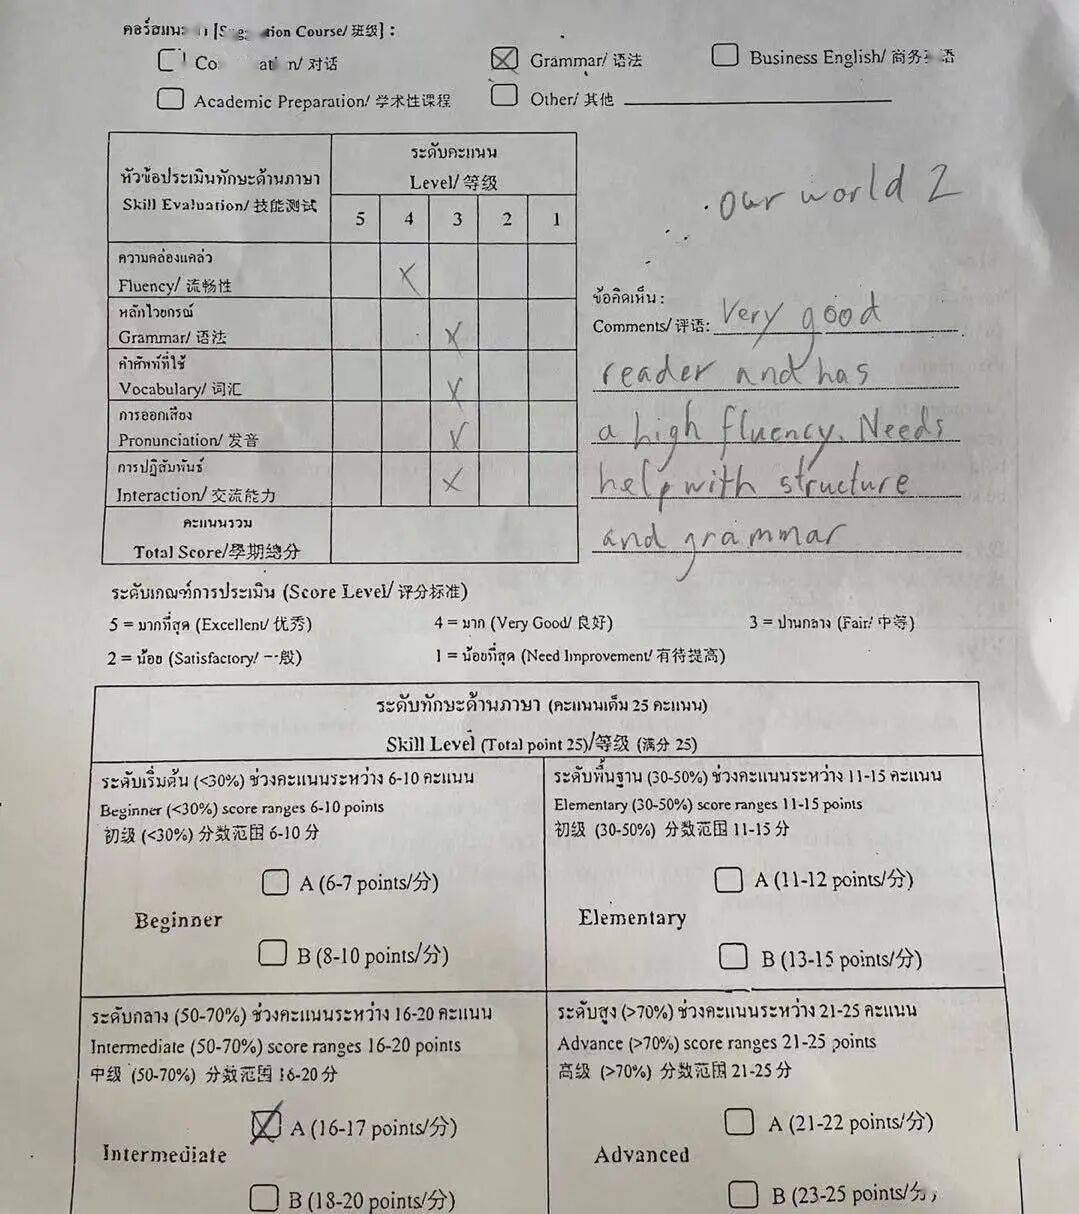 [Suggestion Course/ 班级] :
对话
Grammar/ 语法
Business English/ 商务英语
Academic Preparation/ 学术性课程
Other/ 其他
หัวข้อประเมินทักษะด้านภาษา
Skill Evaluation/ 技能测试
ระดับคะแนน
Level/ 等级
5 4 3 2 1
ความคล่องแคล่ว
Fluency/ 流畅性
หลักไวยกรณ์
Grammar/ 语法
คำศัพท์ที่ใช้
Vocabulary/ 词汇
การออกเสียง
Pronunciation/ 发音
การปฏิสัมพันธ์
Interaction/ 交流能力
คะแนนรวม
Total Score/學期總分
our world 2
ข้อคิดเห็น :
Comments/ 评语: Very good
reader and has
a high fluency. Needs
help with structure
and grammar
ระดับเกณฑ์การประเมิน (Score Level/ 评分标准)
5 = มากที่สุด (Excellent/ 优秀) 4 = มาก (Very Good/ 良好) 3 = ปานกลาง (Fair/ 中等)
2 = น้อย (Satisfactory/ 一般) 1 = น้อยที่สุด (Need Improvement/ 有待提高)
ระดับทักษะด้านภาษา (คะแนนเต็ม 25 คะแนน)
Skill Level (Total point 25)/等级 (满分 25)
ระดับเริ่มต้น (<30%) ช่วงคะแนนระหว่าง 6-10 คะแนน
Beginner (<30%) score ranges 6-10 points
初级 (<30%) 分数范围 6-10 分
A (6-7 points/分)
Beginner
B (8-10 points/分)
ระดับพื้นฐาน (30-50%) ช่วงคะแนนระหว่าง 11-15 คะแนน
Elementary (30-50%) score ranges 11-15 points
初级 (30-50%) 分数范围 11-15 分
A (11-12 points/分)
Elementary
B (13-15 points/分)
ระดับกลาง (50-70%) ช่วงคะแนนระหว่าง 16-20 คะแนน
Intermediate (50-70%) score ranges 16-20 points
中级 (50-70%) 分数范围 16-20 分
A (16-17 points/分)
Intermediate
B (18-20 points/分)
ระดับสูง (>70%) ช่วงคะแนนระหว่าง 21-25 คะแนน
Advance (>70%) score ranges 21-25 points
高级 (>70%) 分数范围 21-25 分
A (21-22 points/分)
Advanced
B (23-25 points/分)